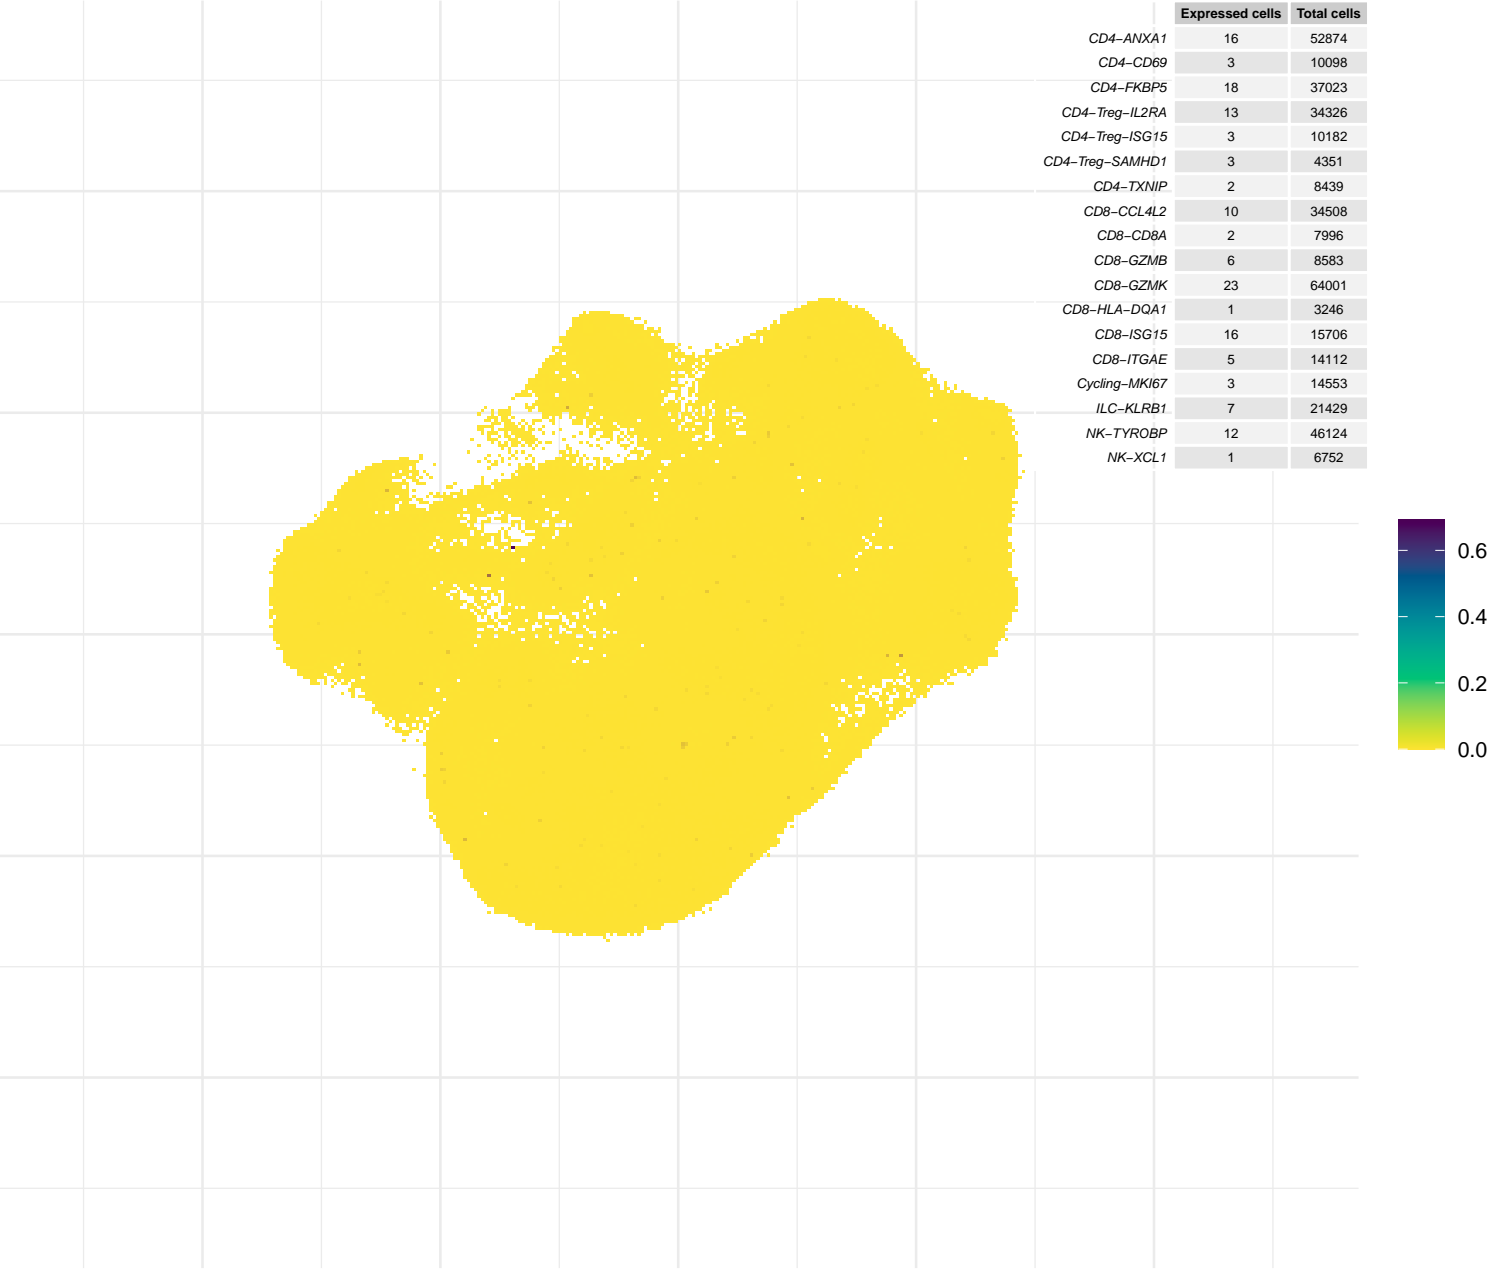 Expressed cells Total cells
CD4−ANXA1 16 52874
CD4−CD69 3 10098
CD4−FKBP5 18 37023
CD4−Treg−IL2RA 13 34326
CD4−Treg−ISG15 3 10182
CD4−Treg−SAMHD1 3 4351
CD4−TXNIP 2 8439
CD8−CCL4L2 10 34508
CD8−CD8A 2 7996
CD8−GZMB 6 8583
CD8−GZMK 23 64001
CD8−HLA−DQA1 1 3246
CD8−ISG15 16 15706
CD8−ITGAE 5 14112
Cycling−MKI67 3 14553
ILC−KLRB1 7 21429
NK−TYROBP 12 46124
NK−XCL1 1 6752
0.6
0.4
0.2
0.0